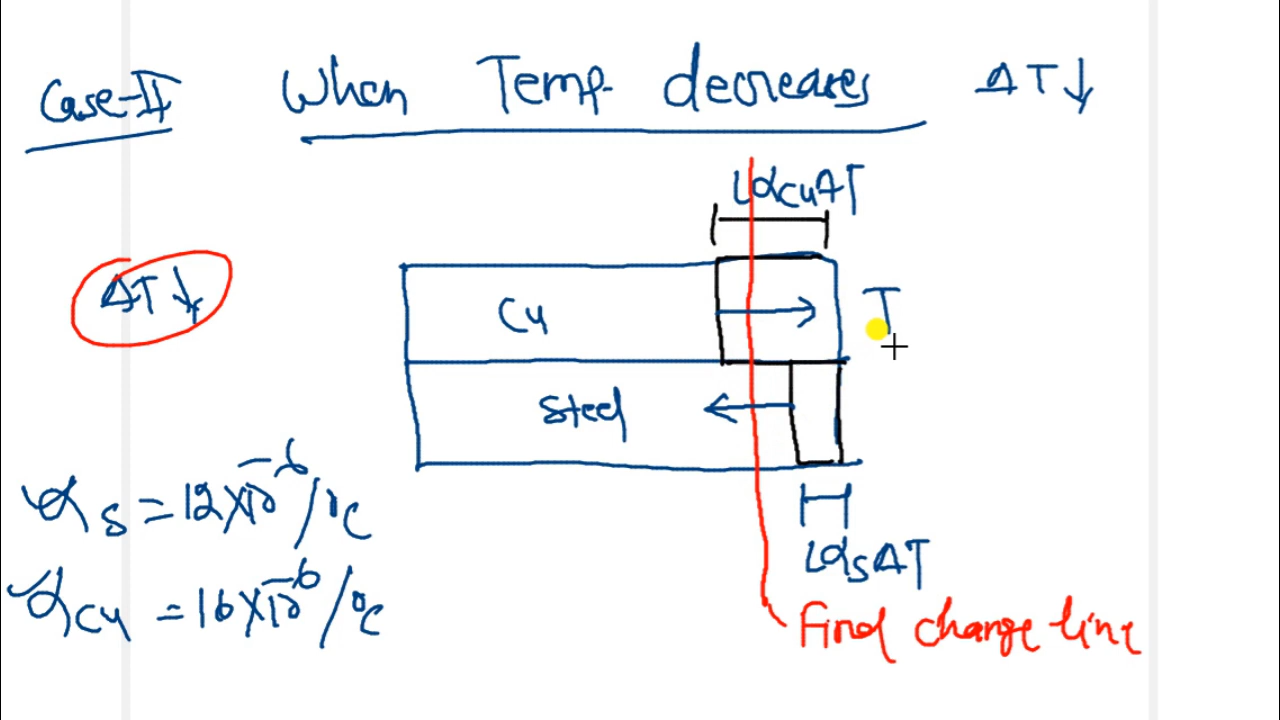 Case-II When Temp. decreases ΔT↓
LαCuΔT
ΔT↓
Cu
T
Steel
αs = 12×10⁻⁶/°C
LαsΔT
αCu = 16×10⁻⁶/°C
Final change line